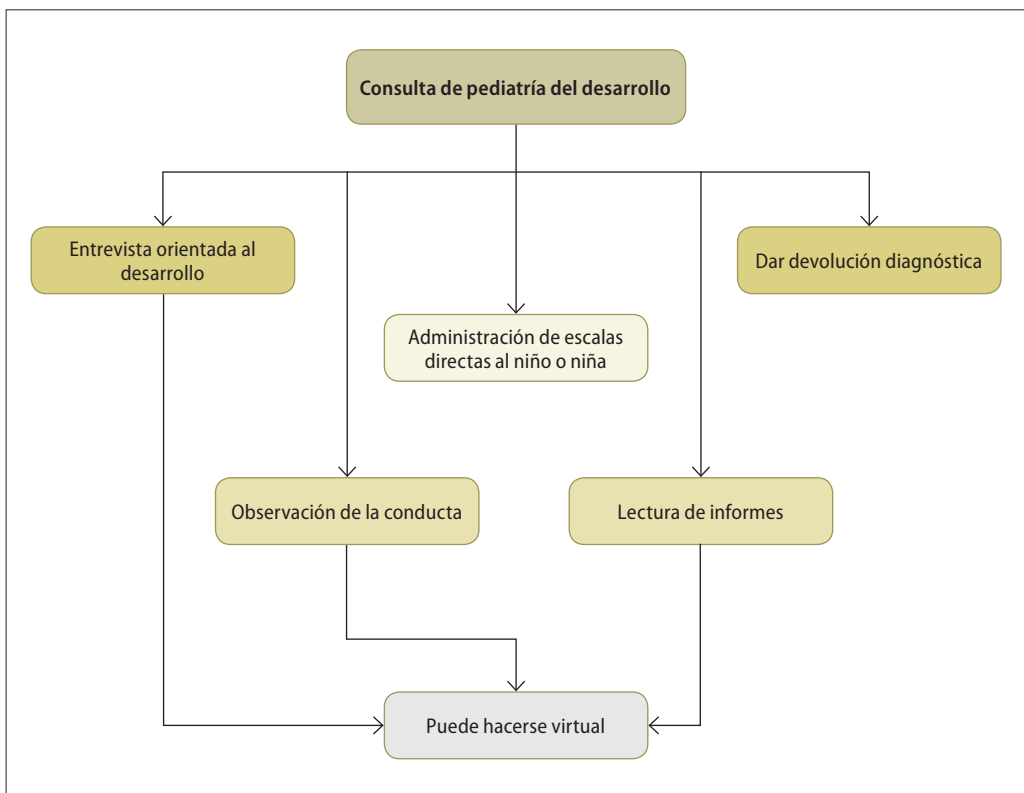 Consulta de pediatría del desarrollo
Entrevista orientada al
desarrollo
Dar devolución diagnóstica
Administración de escalas
directas al niño o niña
Observación de la conducta
Lectura de informes
Puede hacerse virtual